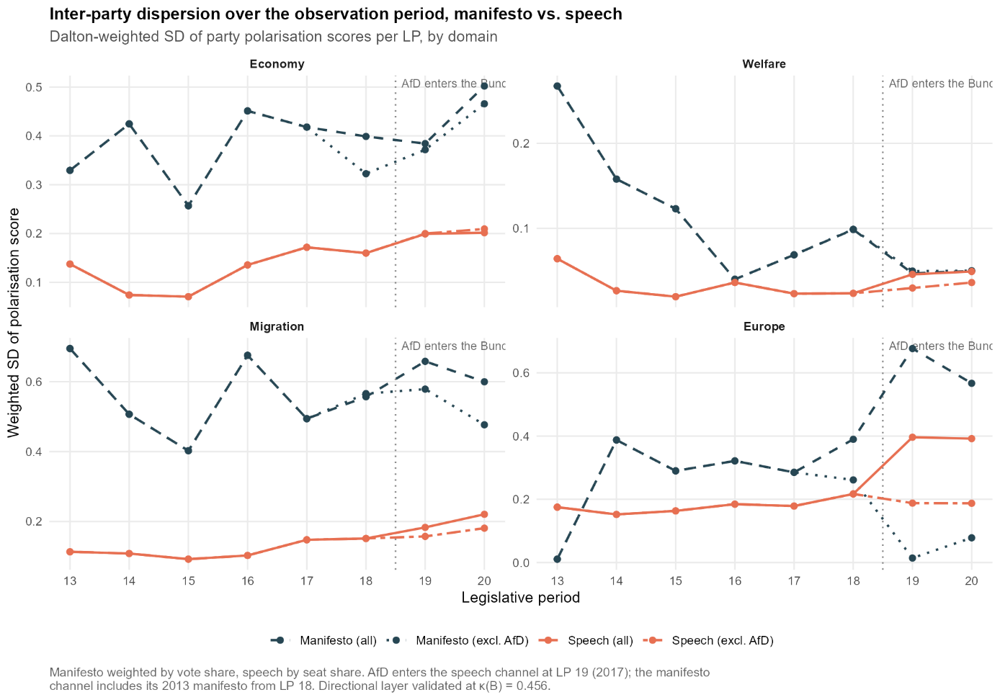 Inter-party dispersion over the observation period, manifesto vs. speech
Dalton-weighted SD of party polarisation scores per LP, by domain
Weighted SD of polarisation score
Economy
AfD enters the Bund
0.5
0.4
0.3
0.2
0.1
Welfare
AfD enters the Bund
0.2
0.1
Migration
AfD enters the Bund
0.6
0.4
0.2
13 14 15 16 17 18 19 20
Europe
AfD enters the Bund
0.6
0.4
0.2
0.0
13 14 15 16 17 18 19 20
Legislative period
Manifesto (all) Manifesto (excl. AfD) Speech (all) Speech (excl. AfD)
Manifesto weighted by vote share, speech by seat share. AfD enters the speech channel at LP 19 (2017); the manifesto
channel includes its 2013 manifesto from LP 18. Directional layer validated at κ(B) = 0.456.